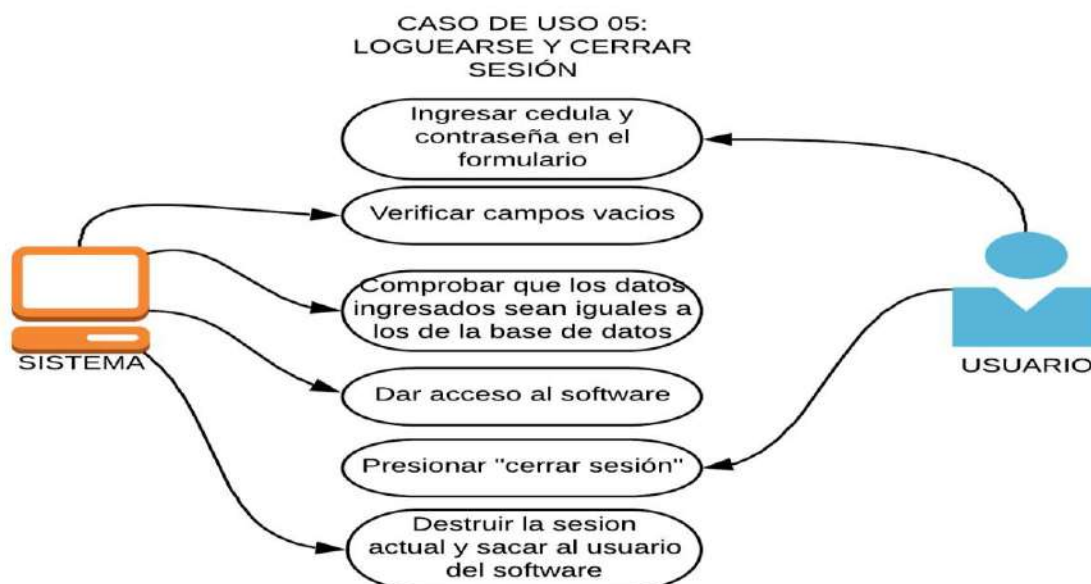 CASO DE USO 05:
LOGUEARSE Y CERRAR
SESIÓN
Ingresar cedula y
contraseña en el
formulario
Verificar campos vacios
Comprobar que los datos
ingresados sean iguales a
los de la base de datos
SISTEMA
USUARIO
Dar acceso al software
Presionar "cerrar sesión"
Destruir la sesion
actual y sacar al usuario
del software